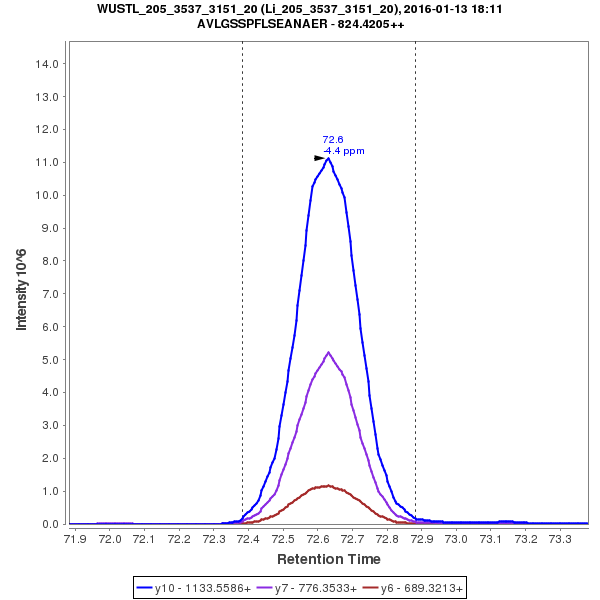 WUSTL_205_3537_3151_20 (Li_205_3537_3151_20), 2016-01-13 18:11
AVLGSSPFLSEANAER - 824.4205++
14.0
13.0
12.0
11.0
10.0
9.0
8.0
7.0
6.0
5.0
4.0
3.0
2.0
1.0
0.0
Intensity 10^6
72.6
-4.4 ppm
71.9 72.0 72.1 72.2 72.3 72.4 72.5 72.6 72.7 72.8 72.9 73.0 73.1 73.2 73.3
Retention Time
y10 - 1133.5586+ y7 - 776.3533+ y6 - 689.3213+